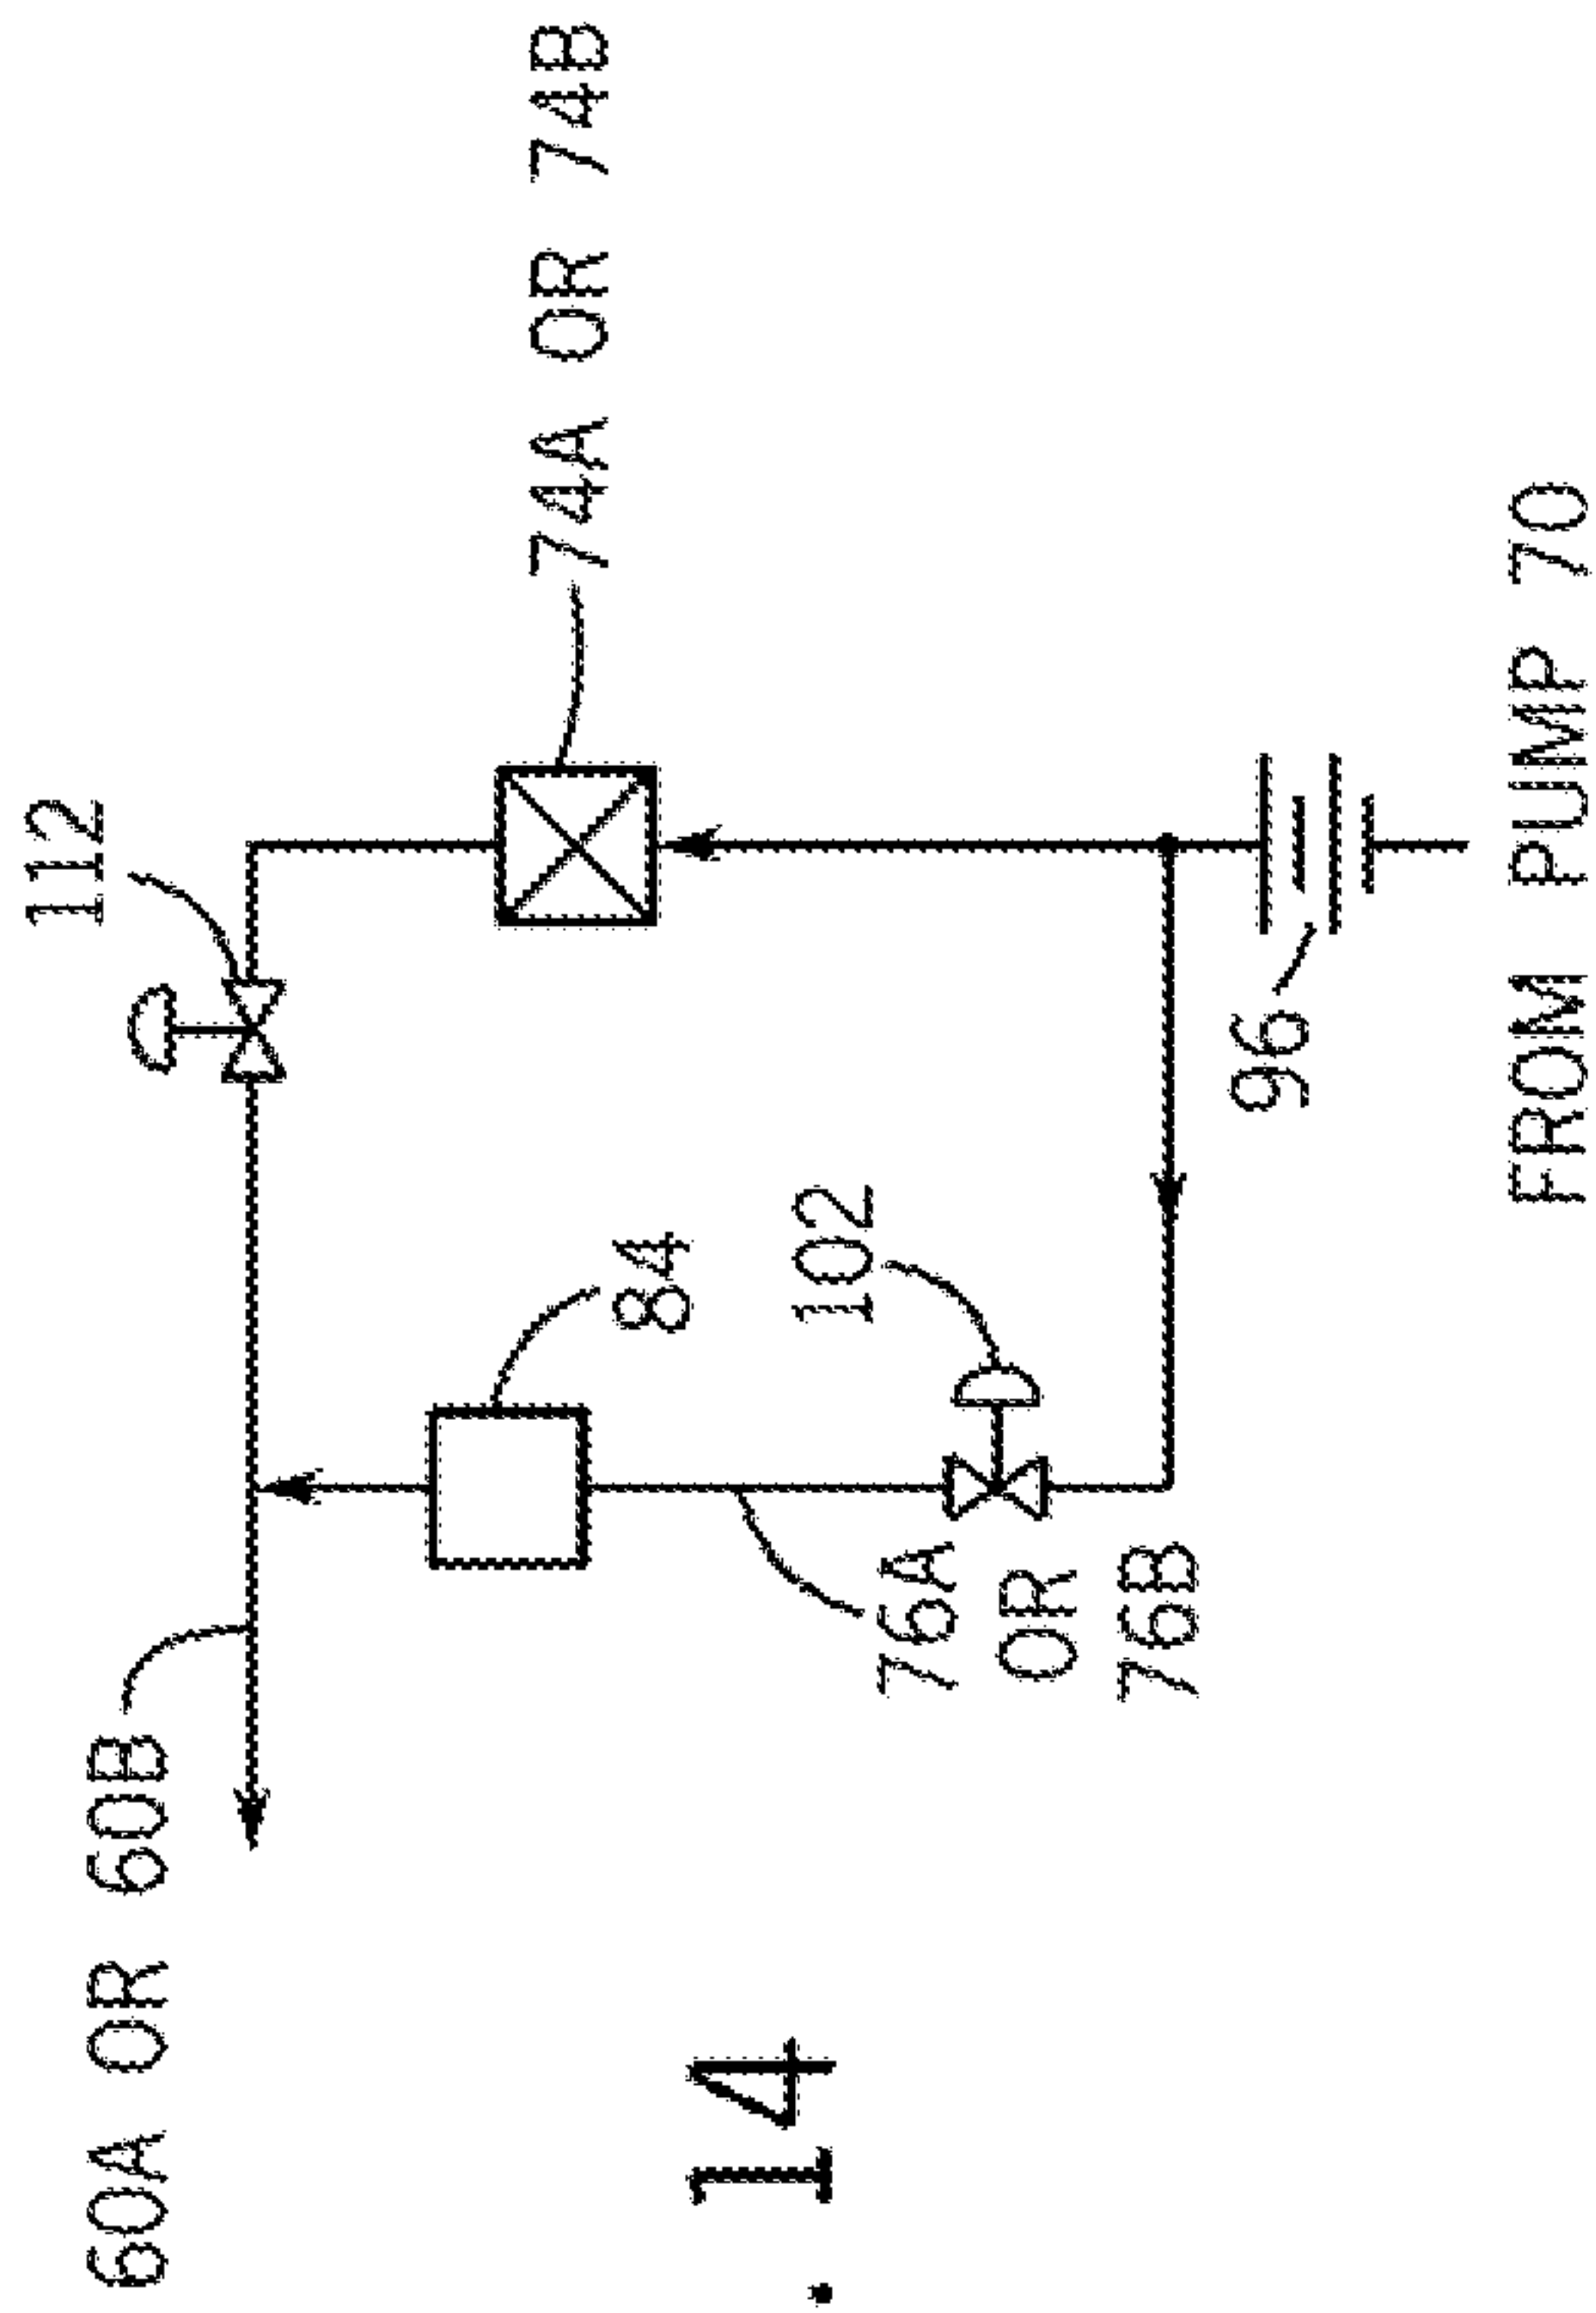 112
74A OR 74B
60A OR 60B
84
102
76A
OR
76B
96
FROM PUMP 70
. 14